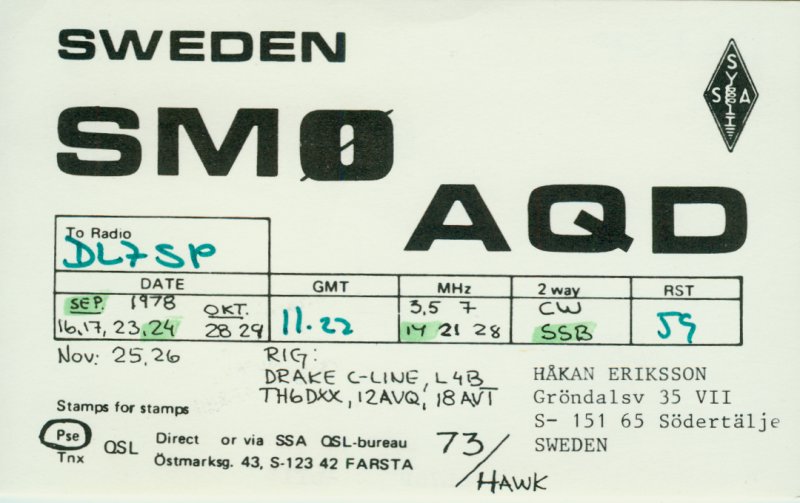 SWEDEN
SMØ
AQD
To Radio
DL7SP
DATE GMT MHz 2 way RST
SEP. 1978 OKT. 3,5 7 CW
16,17, 23,24 28 29 11.22 14 21 28 SSB 59
Nov: 25,26
RIG:
DRAKE C-LINE, L4B
TH6DXX, 12AVQ, 18AVT
HÅKAN ERIKSSON
Gröndalsv 35 VII
S- 151 65 Södertälje
SWEDEN
Stamps for stamps
Pse
Tnx
QSL
Direct or via SSA QSL-bureau
Östmarksg. 43, S-123 42 FARSTA
73/HAWK